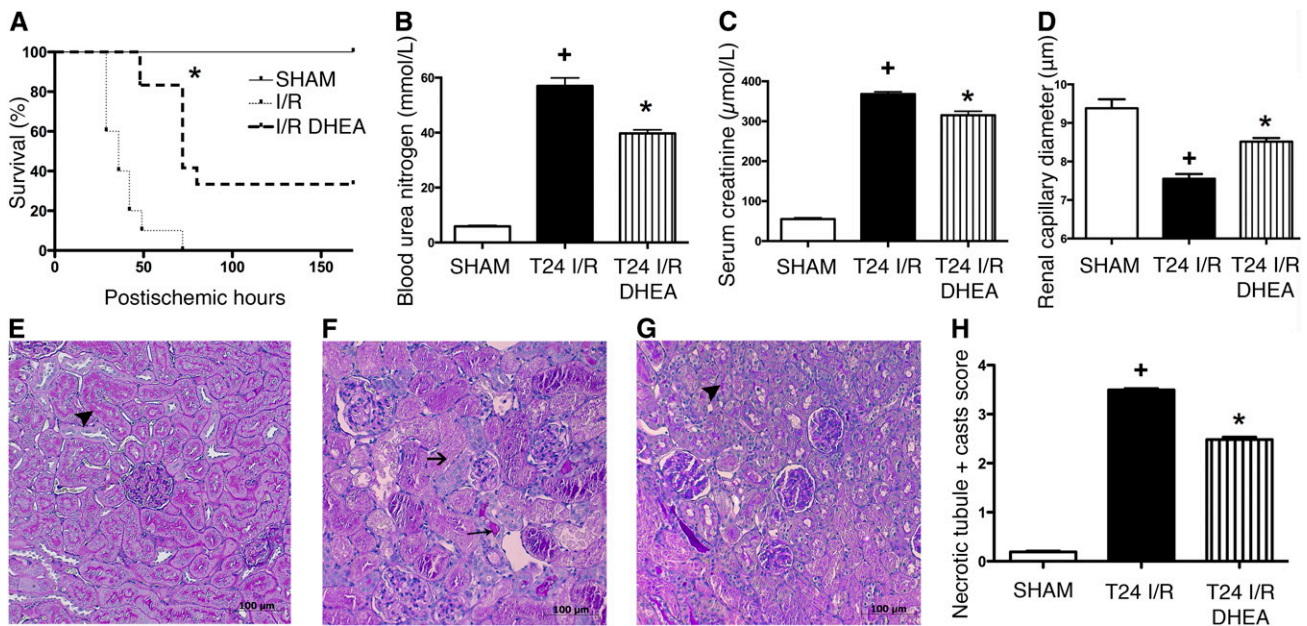 A
100
80
60
40
20
0
0
50
100
150
Survival (%)
Postischemic hours
*
SHAM
I/R
I/R DHEA
B
Blood urea nitrogen (mmol/L)
60
40
20
0
+
*
SHAM
T24 I/R
T24 I/R
DHEA
C
Serum creatinine (µmol/L)
400
300
200
100
0
+
*
SHAM
T24 I/R
T24 I/R
DHEA
D
Renal capillary diameter (µm)
10
9
8
7
6
+
*
SHAM
T24 I/R
T24 I/R
DHEA
E
100 µm
F
100 µm
G
100 µm
H
Necrotic tubule + casts score
4
3
2
1
0
+
*
SHAM
T24 I/R
T24 I/R
DHEA